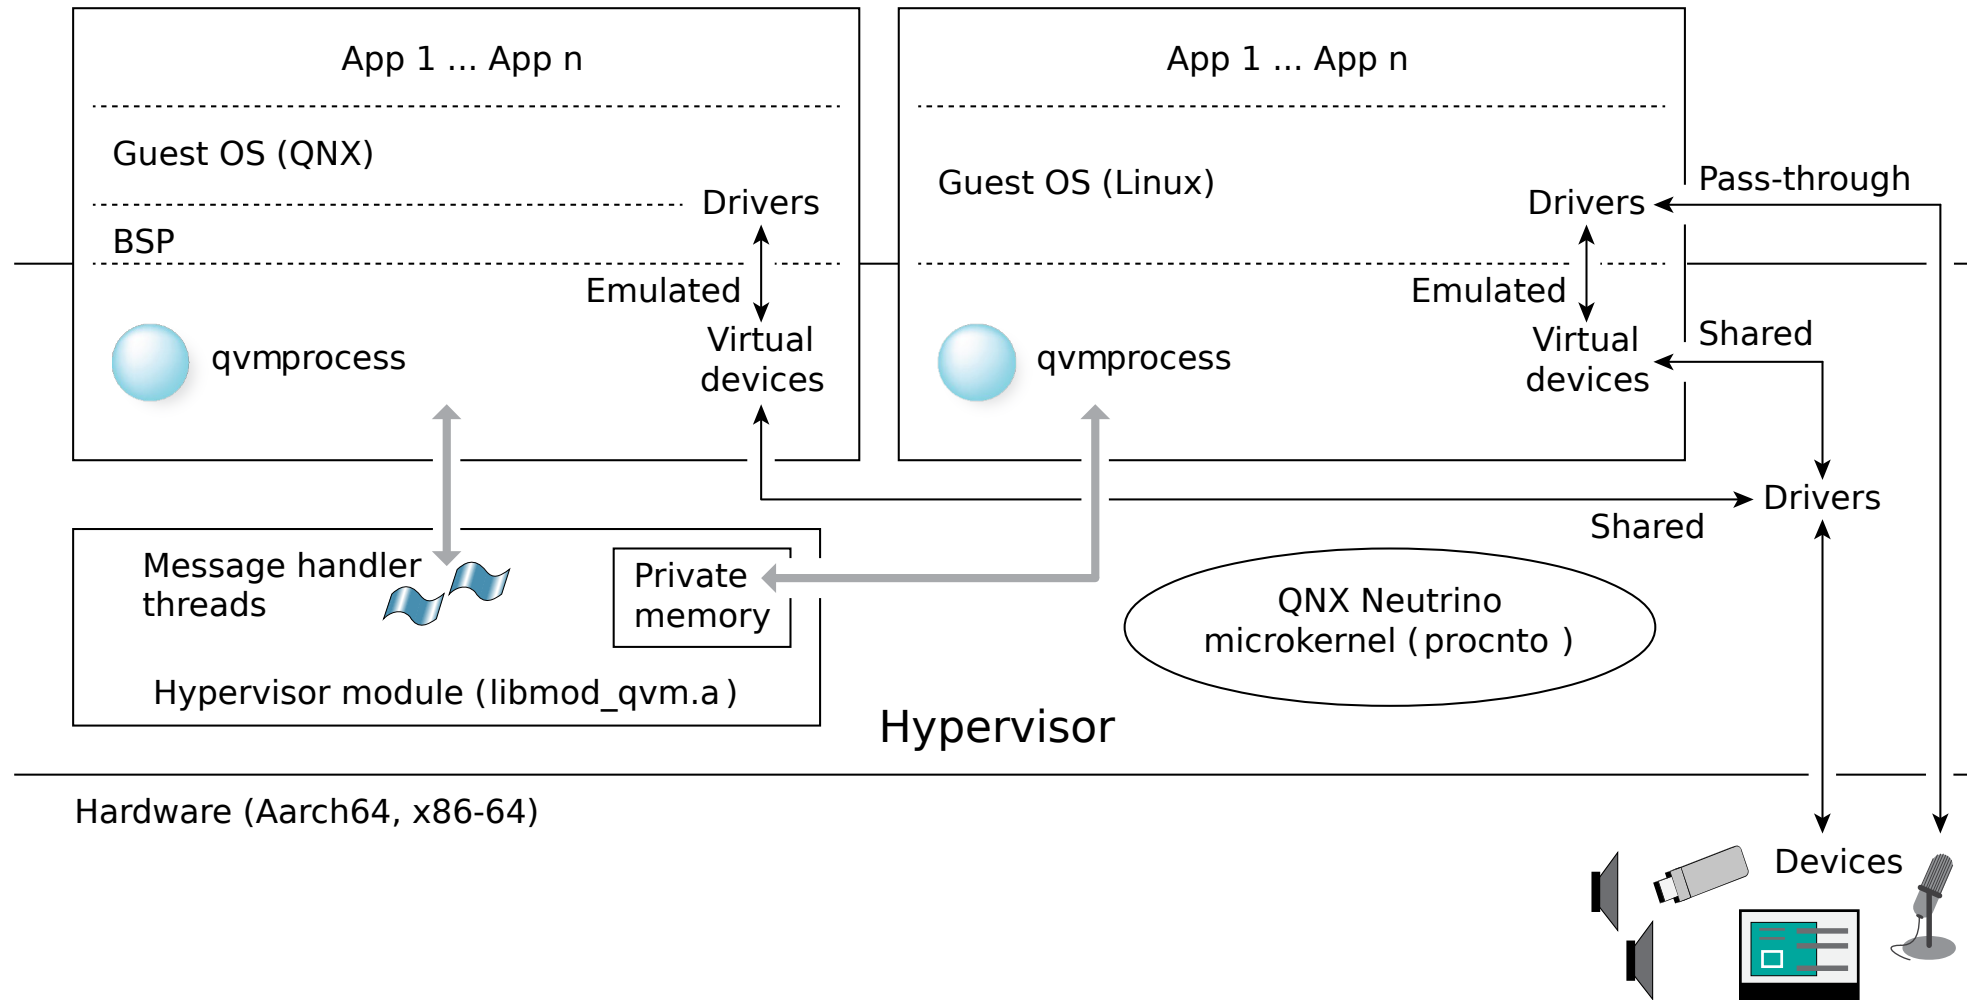 App 1 ... App n
Guest OS (QNX)
Drivers
BSP
Emulated
Virtual
devices
qvmprocess
App 1 ... App n
Guest OS (Linux)
Drivers
Pass-through
Emulated
Virtual
devices
qvmprocess
Shared
Drivers
Shared
Message handler
threads
Private
memory
Hypervisor module (libmod_qvm.a)
QNX Neutrino
microkernel (procnto )
Hypervisor
Hardware (Aarch64, x86-64)
Devices